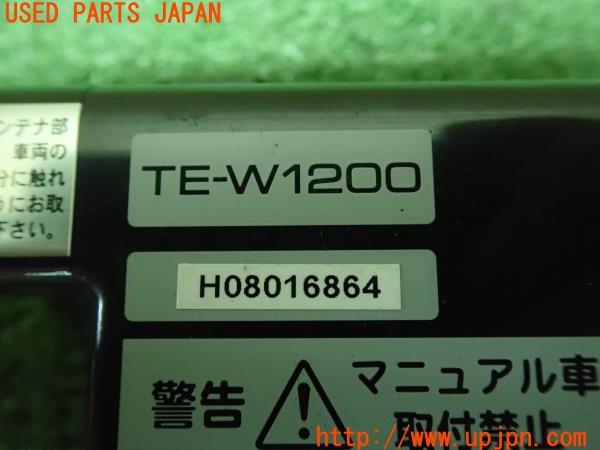 USED PARTS JAPAN
ンテナ部
車両の
分に触れ
うにお取
下さい。
TE-W1200
H08016864
警告
マニュアル車
取付禁止
http://www.upjpn.com